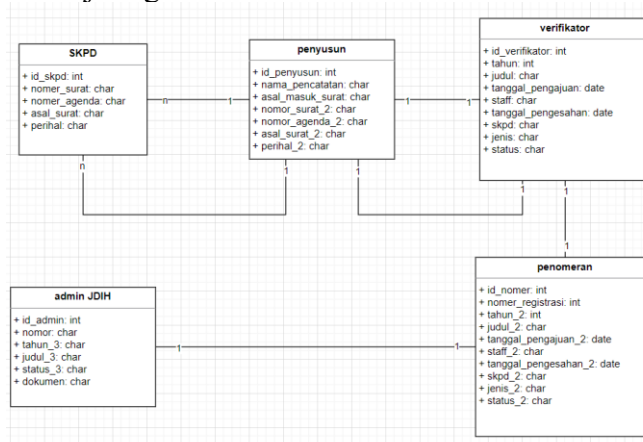 SKPD
+ id_skpd: int
+ nomer_surat: char
+ nomer_agenda: char
+ asal_surat: char
+ perihal: char
n
1
n
1
penyusun
+ id_penyusun: int
+ nama_pencatatan: char
+ asal_masuk_surat: char
+ nomor_surat_2: char
+ nomor_agenda_2: char
+ asal_surat_2: char
+ perihal_2: char
1
1
1
1
verifikator
+ id_verifikator: int
+ tahun: int
+ judul: char
+ tanggal_pengajuan: date
+ staff: char
+ tanggal_pengesahan: date
+ skpd: char
+ jenis: char
+ status: char
1
1
admin JDIH
+ id_admin: int
+ nomor: char
+ tahun_3: char
+ judul_3: char
+ status_3: char
+ dokumen: char
1
1
penomeran
+ id_nomer: int
+ nomer_registrasi: int
+ tahun_2: int
+ judul_2: char
+ tanggal_pengajuan_2: date
+ staff_2: char
+ tanggal_pengesahan_2: date
+ skpd_2: char
+ jenis_2: char
+ status_2: char